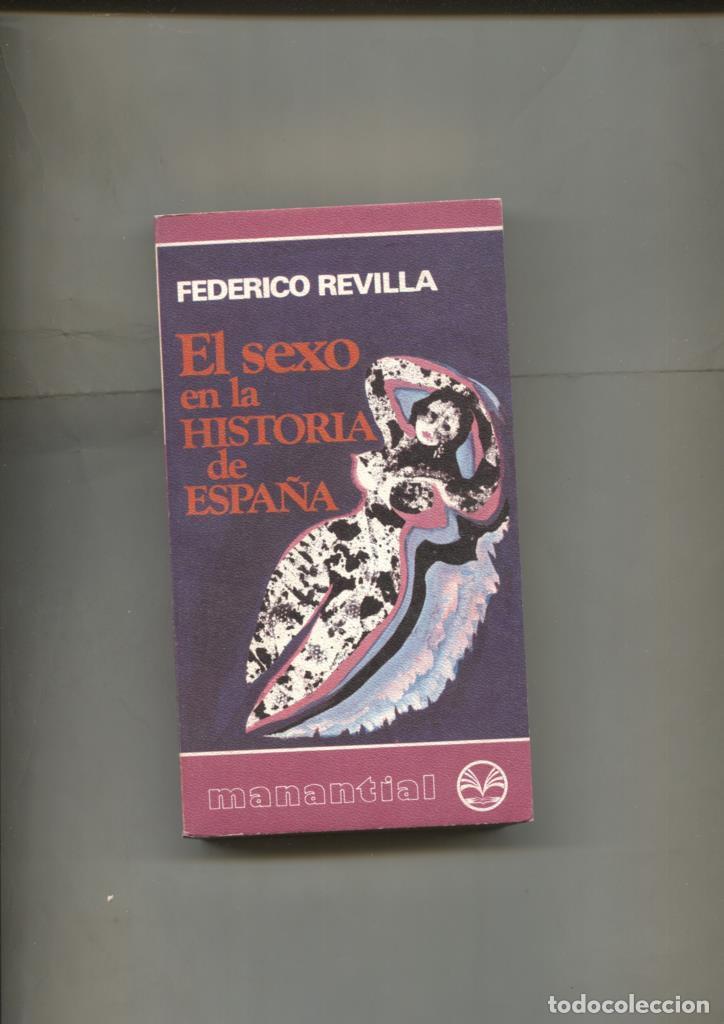 FEDERICO REVILLA
El sexo
en la
HISTORIA
de
ESPAÑA
manantial
todocoleccion